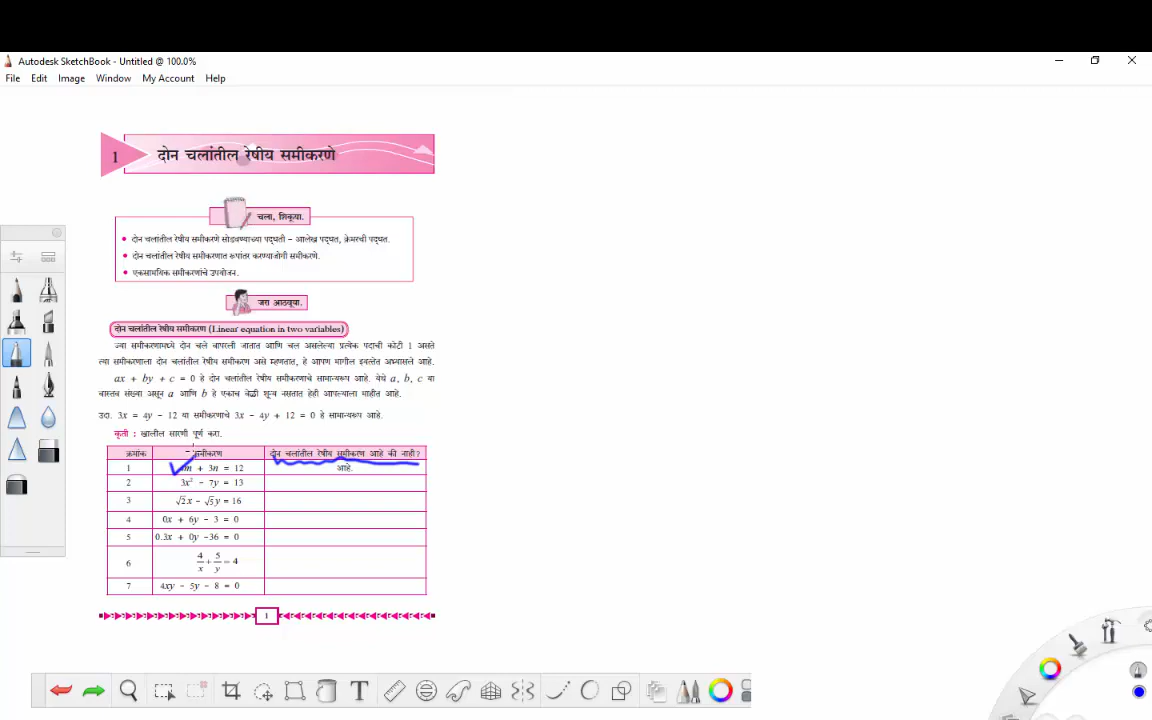 Autodesk SketchBook - Untitled @ 100.0%
File Edit Image Window My Account Help
1 दोन चलांतील रेषीय समीकरणे
चला, शिकूया.
• दोन चलांतील रेषीय समीकरणे सोडवण्याच्या पद्धती - आलेख पद्धत, क्रेमरची पद्धत.
• दोन चलांतील रेषीय समीकरणात रूपांतर करण्याजोगी समीकरणे.
• एकसामयिक समीकरणांचे उपयोजन.
जरा आठवूया.
दोन चलांतील रेषीय समीकरण (Linear equation in two variables)
ज्या समीकरणामध्ये दोन चले वापरली जातात आणि चल असलेल्या प्रत्येक पदाची कोटी 1 असते
त्या समीकरणाला दोन चलांतील रेषीय समीकरण असे म्हणतात, हे आपण मागील इयत्तेत अभ्यासले आहे.
ax + by + c = 0 हे दोन चलांतील रेषीय समीकरणाचे सामान्यरूप आहे. येथे a, b, c या
वास्तव संख्या असून a आणि b हे एकाच वेळी शून्य नसतात हेही आपल्याला माहीत आहे.
उदा. 3x = 4y - 12 या समीकरणाचे 3x - 4y + 12 = 0 हे सामान्यरूप आहे.
कृती : खालील सारणी पूर्ण करा.
क्रमांक समीकरण दोन चलांतील रेषीय समीकरण आहे की नाही?
1 m + 3n = 12 आहे.
2 3x² - 7y = 13
3 √2x - √5y = 16
4 0x + 6y - 3 = 0
5 0.3x + 0y -36 = 0
6 4/x + 5/y = 4
7 4xy - 5y - 8 = 0
1